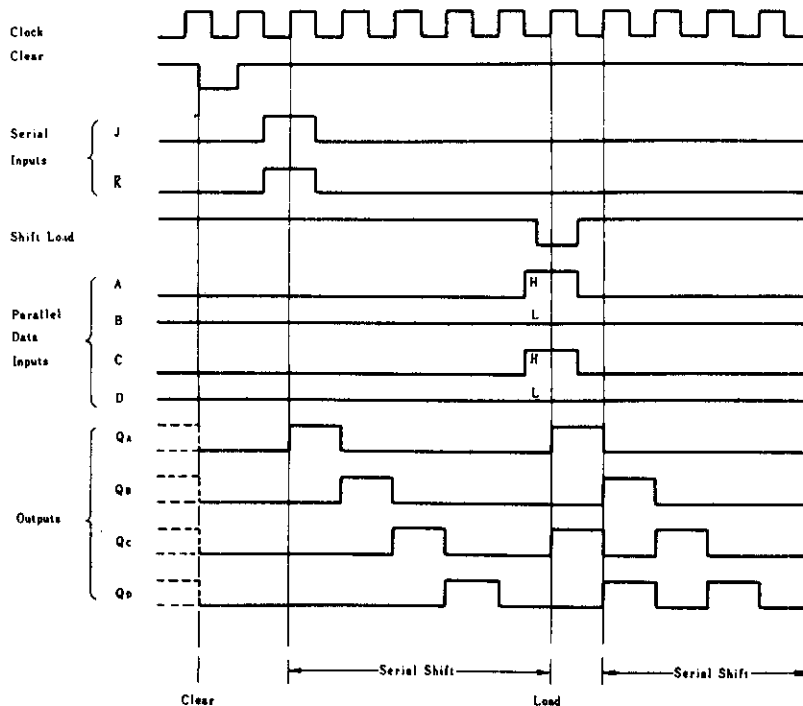 Clock
Clear
Serial
Inputs
J
R
Shift Load
Parallel
Data
Inputs
A
H
B
L
C
H
D
L
Outputs
QA
QB
QC
QD
Serial Shift
Serial Shift
Clear
Load